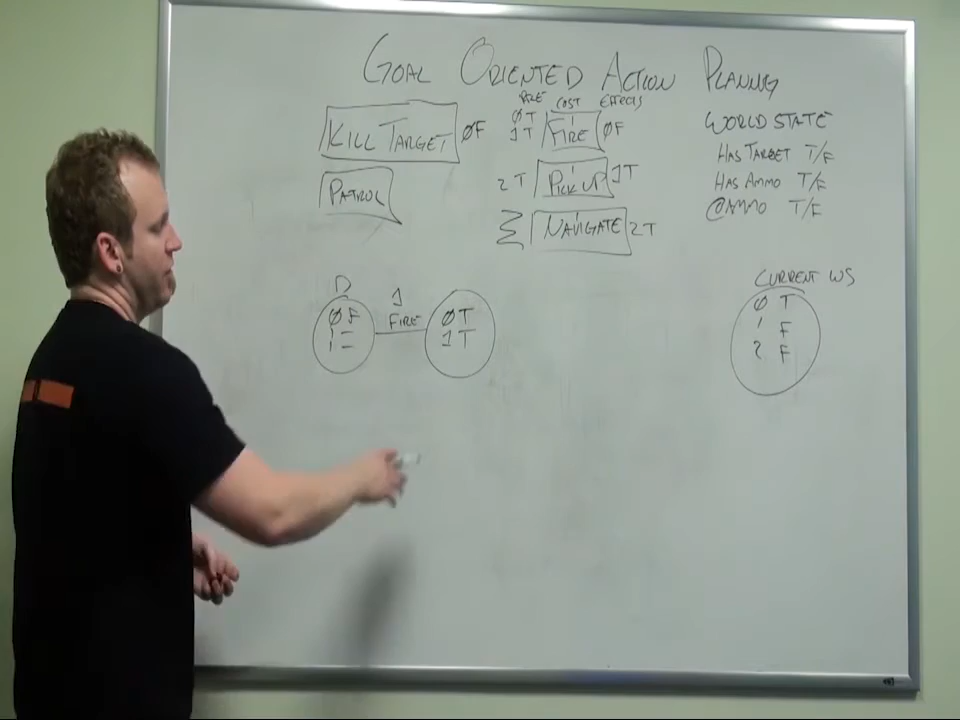 GOAL ORIENTED ACTION PLANNING
PRE COST EFFECTS
KILL TARGET ØF
ØT
1T
1
FIRE ØF
PATROL
2T PICK UP 1T
NAVIGATE 2T
WORLD STATE
HAS TARGET T/F
HAS AMMO T/F
@AMMO T/F
D
ØF
1 -
1
FIRE
ØT
1T
CURRENT WS
Ø T
1 F
2 F